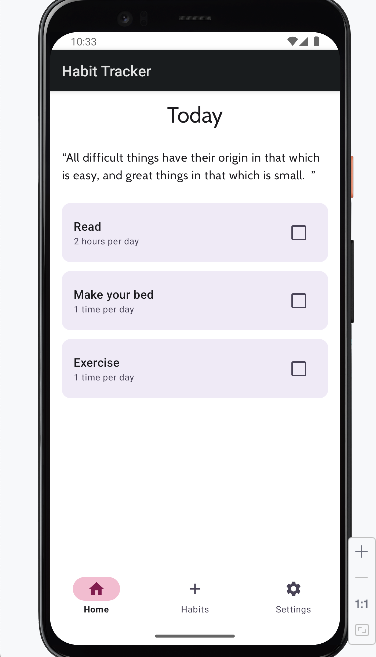 10:33
Habit Tracker
Today
“All difficult things have their origin in that which
is easy, and great things in that which is small.  ”
Read
2 hours per day
Make your bed
1 time per day
Exercise
1 time per day
Home
Habits
Settings
1:1